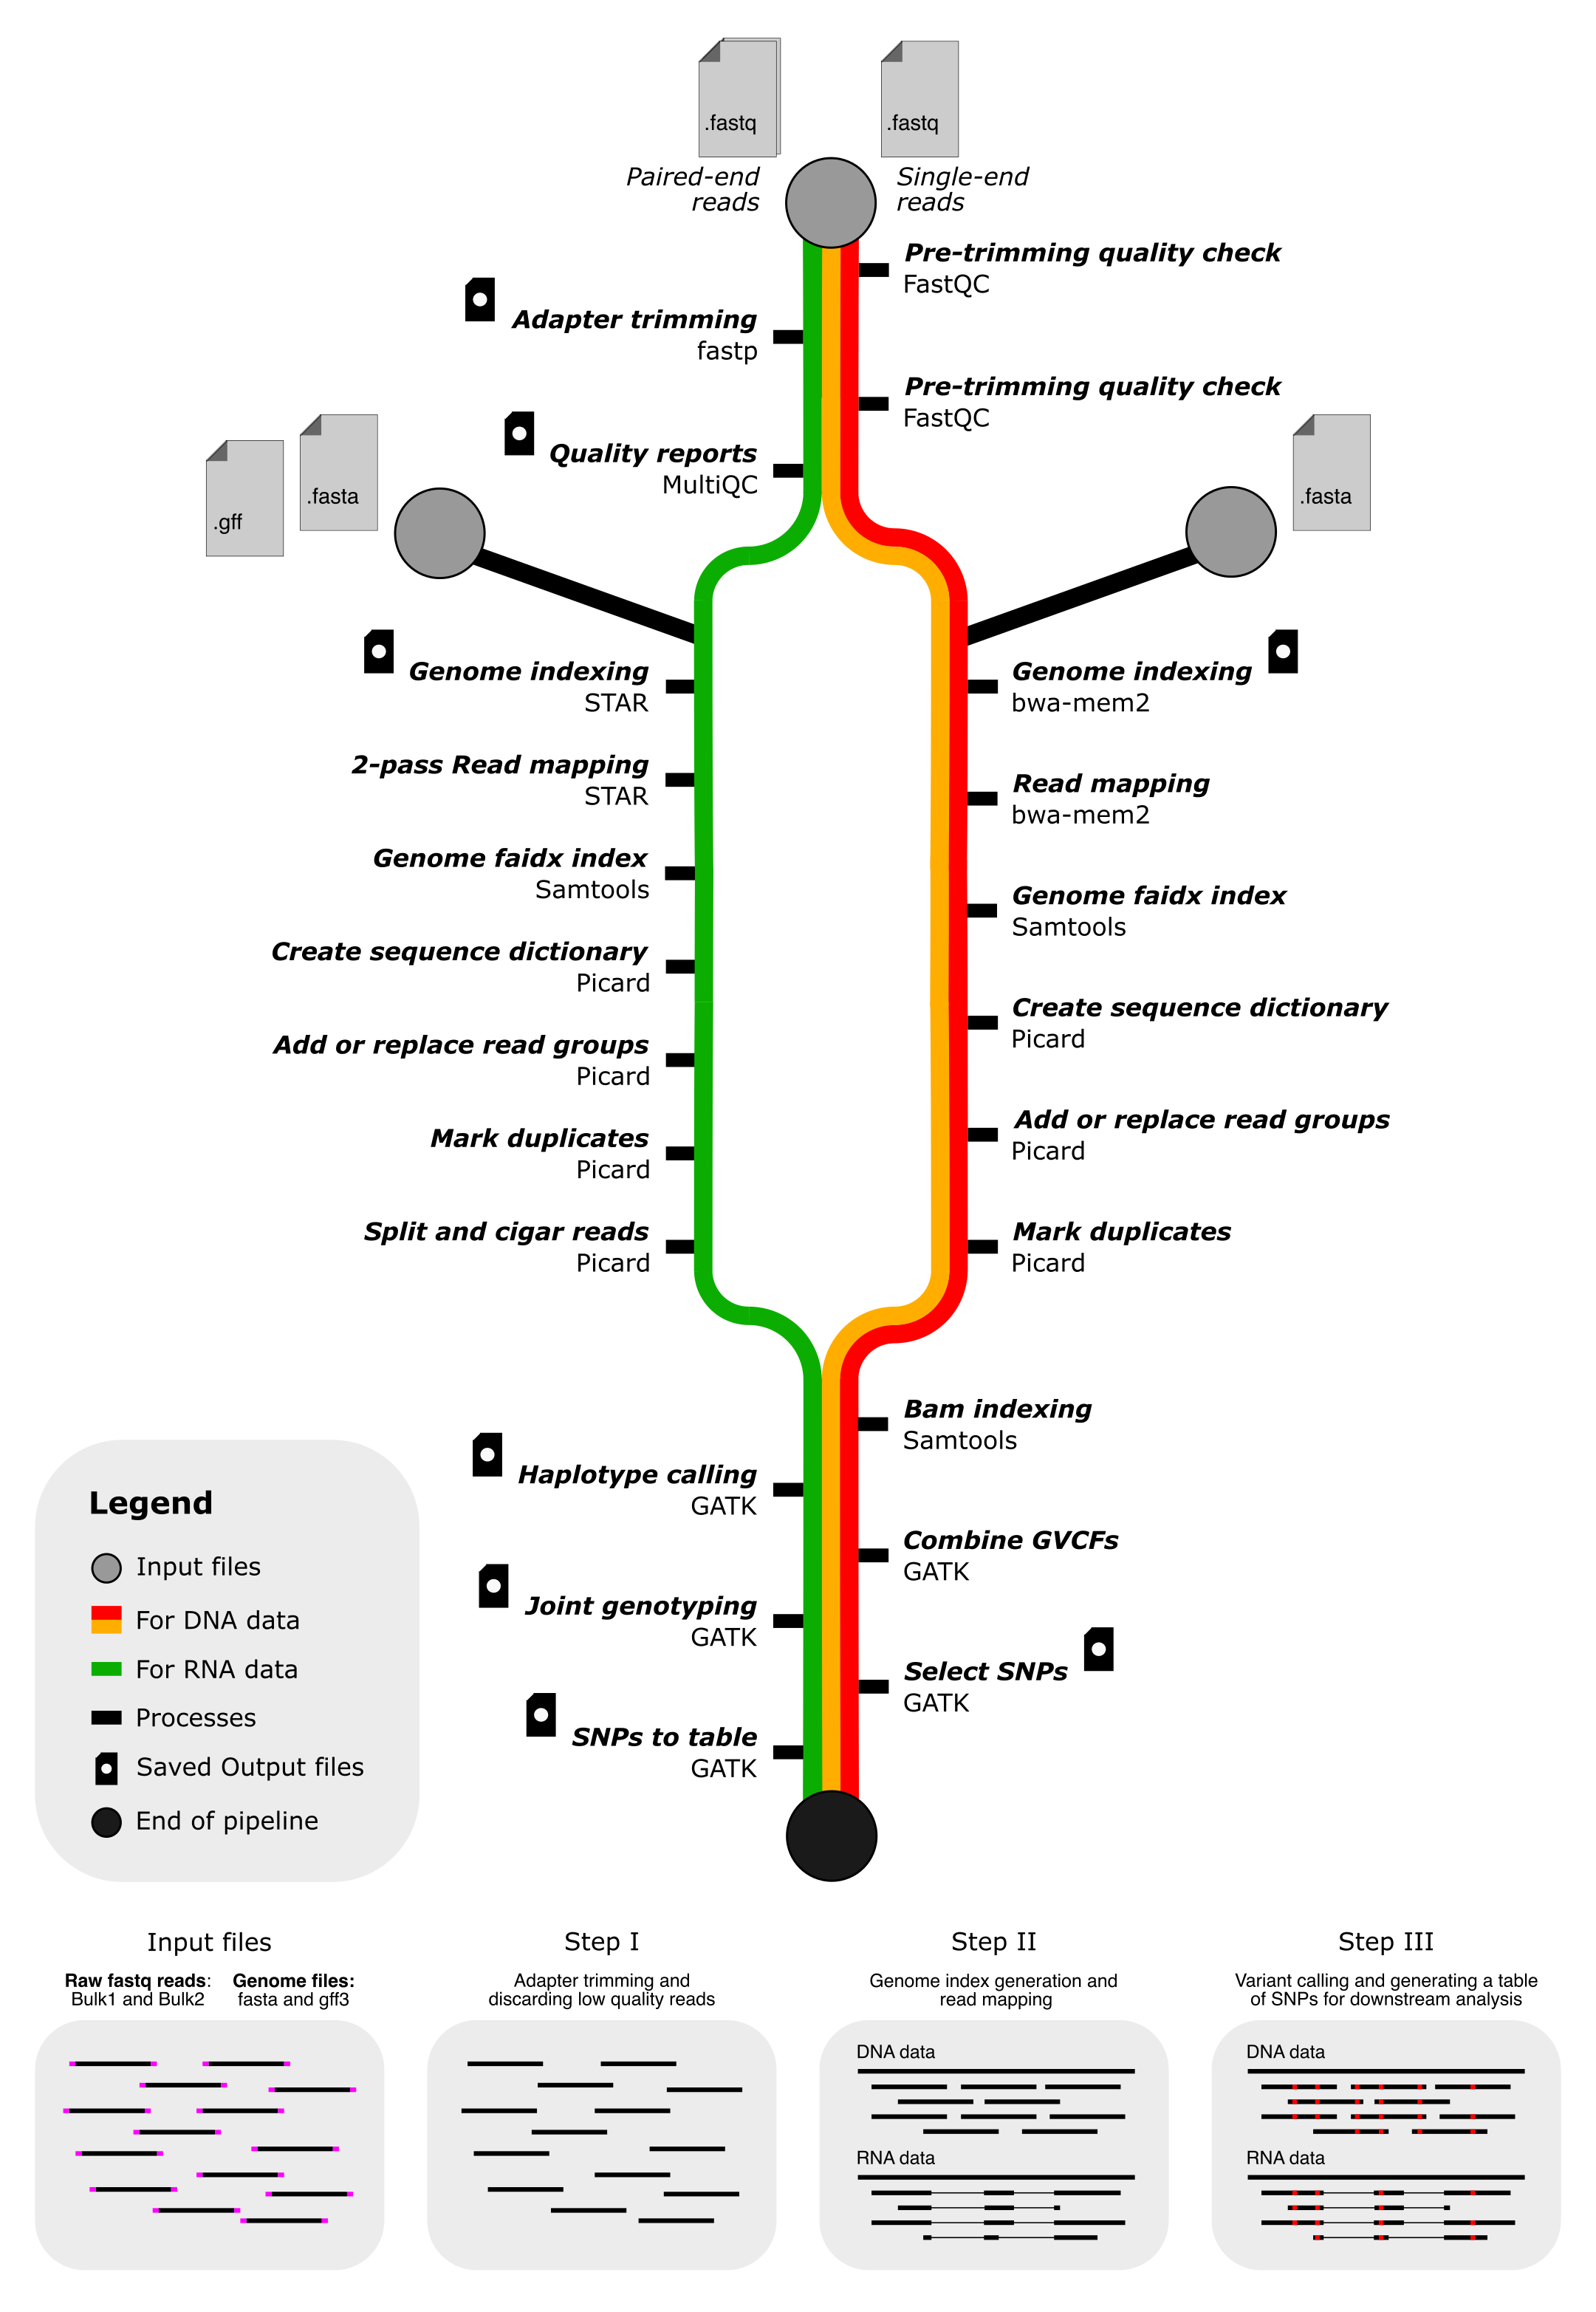 .fastq
.fastq
Paired-end
reads
Single-end
reads
Pre-trimming quality check
FastQC
Adapter trimming
fastp
Pre-trimming quality check
FastQC
Quality reports
MultiQC
.gff
.fasta
.fasta
Genome indexing
STAR
2-pass Read mapping
STAR
Genome faidx index
Samtools
Create sequence dictionary
Picard
Add or replace read groups
Picard
Mark duplicates
Picard
Split and cigar reads
Picard
Genome indexing
bwa-mem2
Read mapping
bwa-mem2
Genome faidx index
Samtools
Create sequence dictionary
Picard
Add or replace read groups
Picard
Mark duplicates
Picard
Bam indexing
Samtools
Haplotype calling
GATK
Combine GVCFs
GATK
Joint genotyping
GATK
Select SNPs
GATK
SNPs to table
GATK
Legend
Input files
For DNA data
For RNA data
Processes
Saved Output files
End of pipeline
Input files
Raw fastq reads:
Bulk1 and Bulk2
Genome files:
fasta and gff3
Step I
Adapter trimming and
discarding low quality reads
Step II
Genome index generation and
read mapping
DNA data
RNA data
Step III
Variant calling and generating a table
of SNPs for downstream analysis
DNA data
RNA data